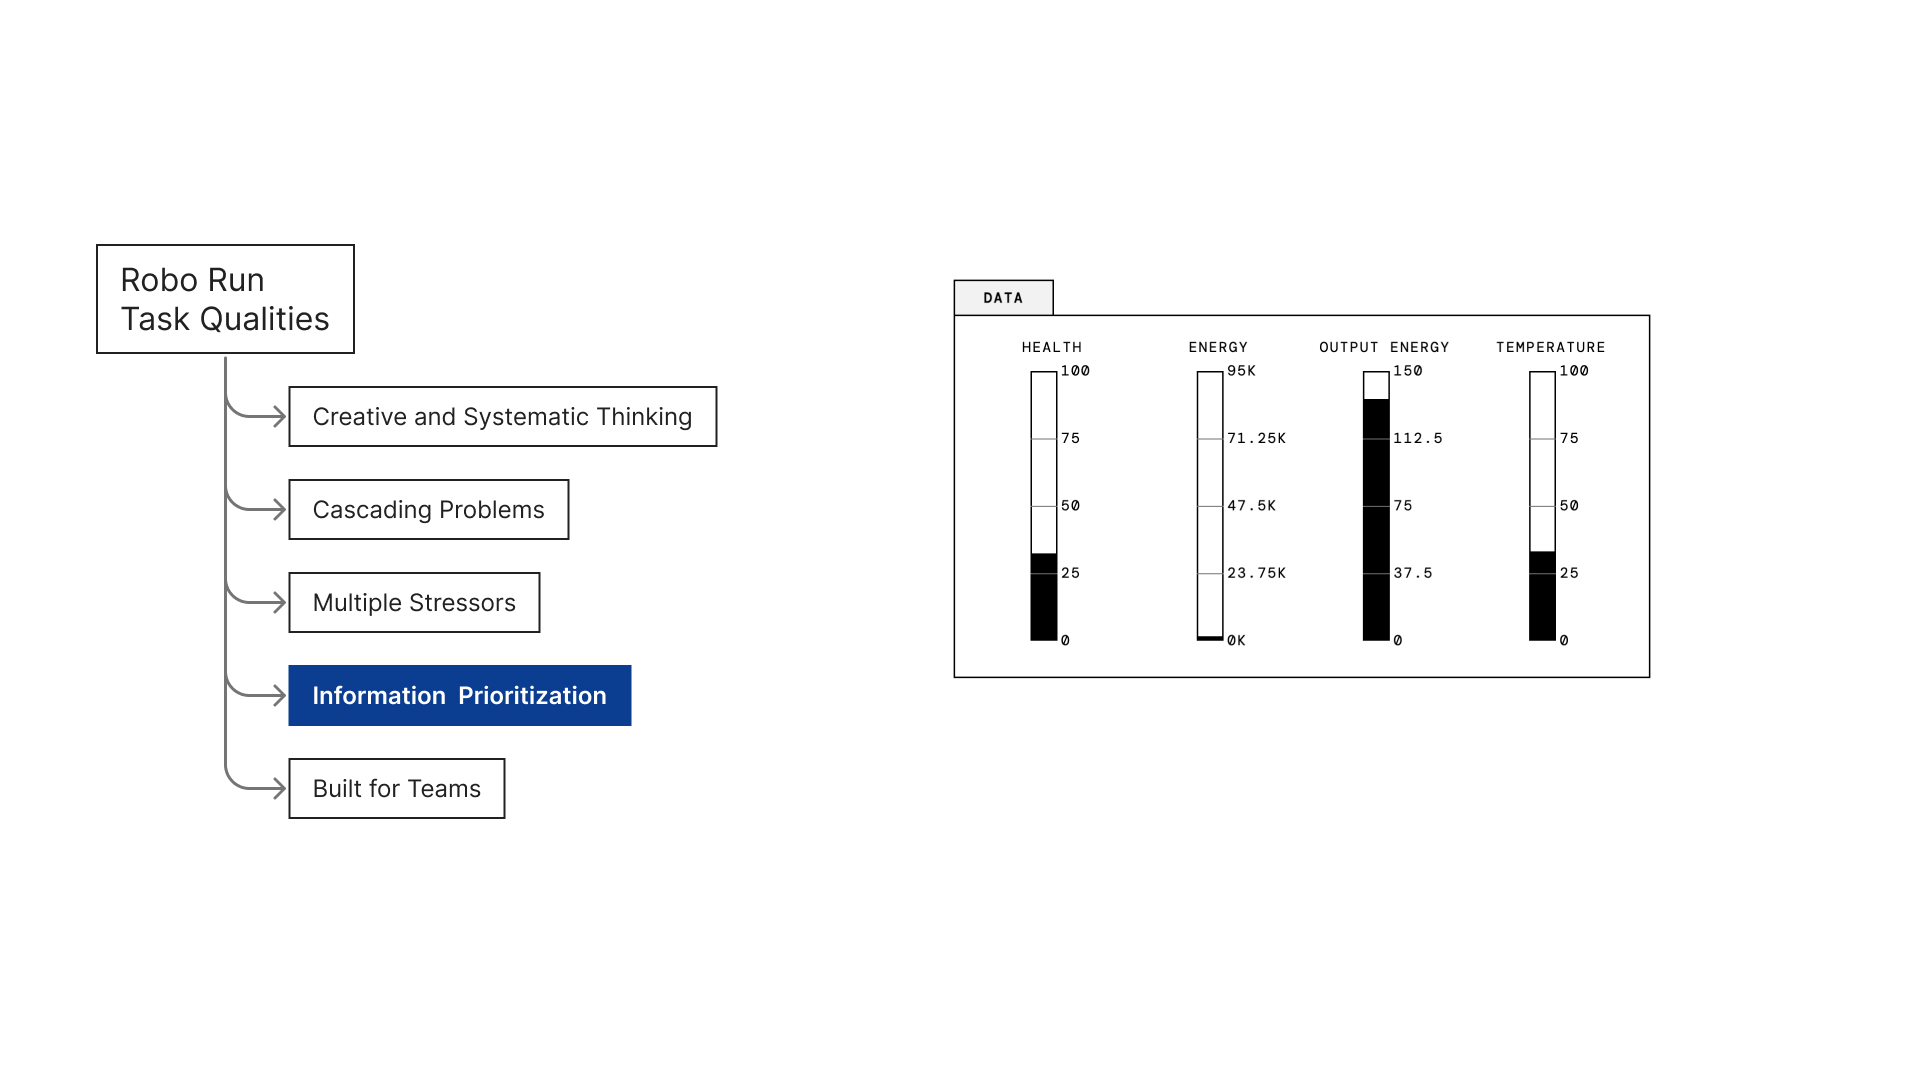 Robo Run
Task Qualities
Creative and Systematic Thinking
Cascading Problems
Multiple Stressors
Information Prioritization
Built for Teams
DATA
HEALTH
100
75
50
25
0
ENERGY
95K
71.25K
47.5K
23.75K
0K
OUTPUT ENERGY
150
112.5
75
37.5
0
TEMPERATURE
100
75
50
25
0